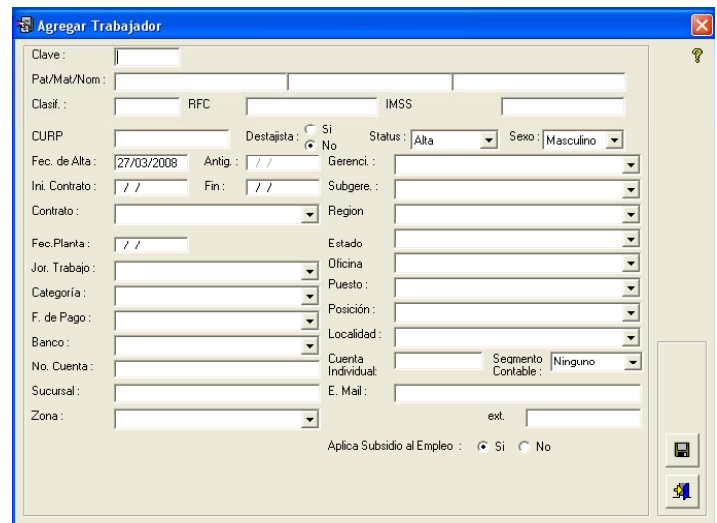 Agregar Trabajador
Clave :
Pat/Mat/Nom :
Clasif. : RFC IMSS
CURP Destajista : Si No Status : Alta Sexo : Masculino
Fec. de Alta : 27/03/2008 Antig. : / / Gerenci. :
Ini. Contrato : / / Fin : / / Subgere. :
Contrato : Region
Fec.Planta : / / Estado
Jor. Trabajo : Oficina
Categoría : Puesto :
F. de Pago : Posición :
Banco : Localidad :
No. Cuenta : Cuenta Individual: Segmento Contable : Ninguno
Sucursal : E. Mail :
Zona : ext.
Aplica Subsidio al Empleo : Si No